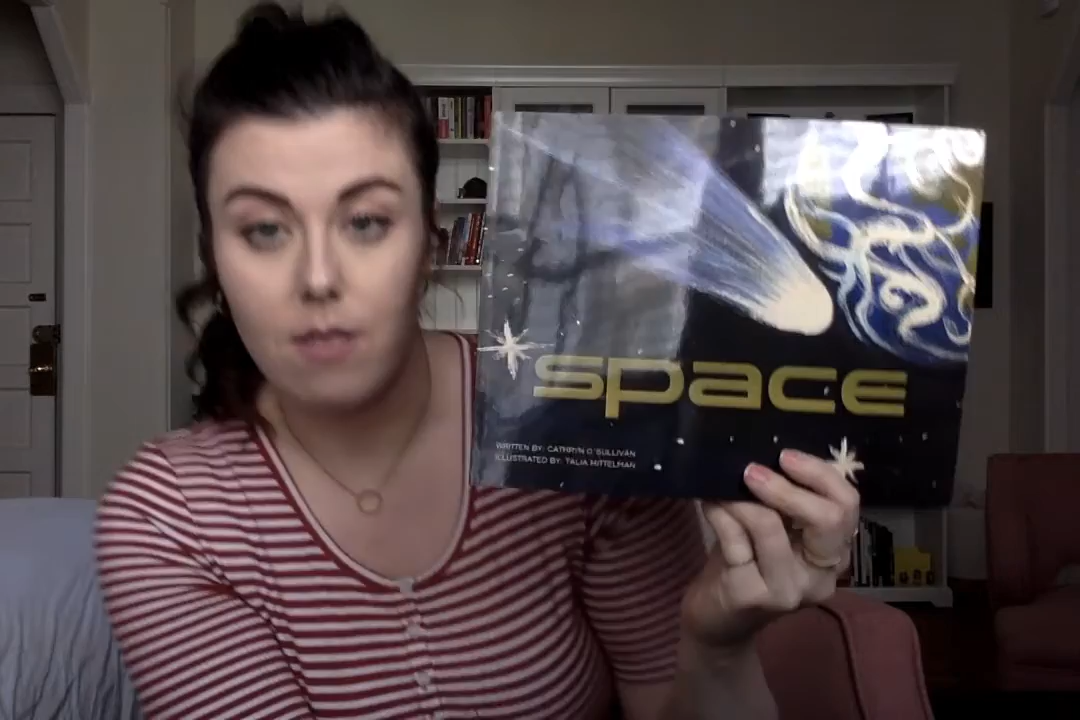 space
WRITTEN BY: CATHRYN O'SULLIVAN
ILLUSTRATED BY: TALIA MITTELMAN